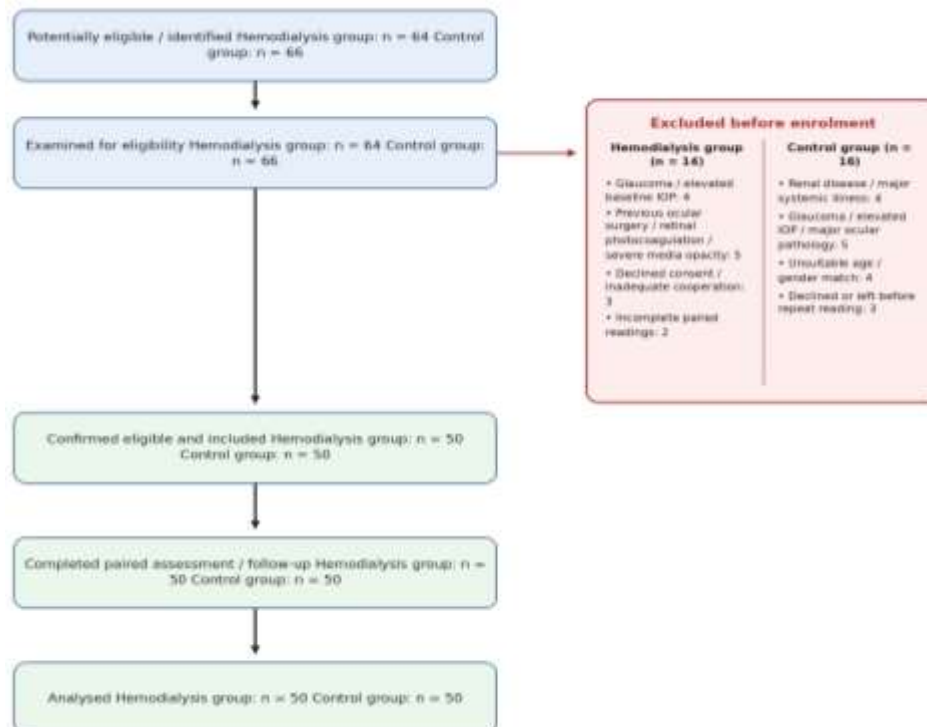 Potentially eligible / identified Hemodialysis group: n = 64 Control
group: n = 66
Examined for eligibility Hemodialysis group: n = 64 Control group:
n = 66
Excluded before enrolment
Hemodialysis group
(n = 14)
• Glaucoma / elevated
baseline IOP: 4
• Previous ocular
surgery / retinal
photocoagulation /
severe media opacity: 5
• Declined consent /
inadequate cooperation:
3
• Incomplete paired
readings: 2
Control group (n =
16)
• Renal disease / major
systemic illness: 4
• Glaucoma / elevated
IOP / major ocular
pathology: 5
• Unsuitable age /
gender match: 4
• Declined or left before
repeat reading: 3
Confirmed eligible and included Hemodialysis group: n = 50
Control group: n = 50
Completed paired assessment / follow-up Hemodialysis group: n =
50 Control group: n = 50
Analysed Hemodialysis group: n = 50 Control group: n = 50